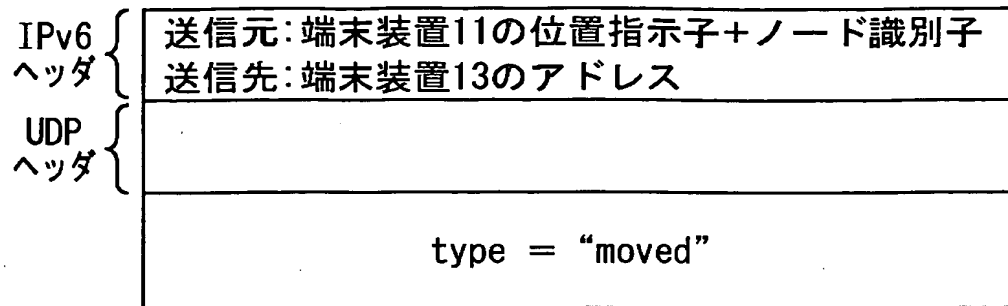 IPv6
ヘッダ
送信元:端末装置11の位置指示子+ノード識別子
送信先:端末装置13のアドレス
UDP
ヘッダ
type = “moved”